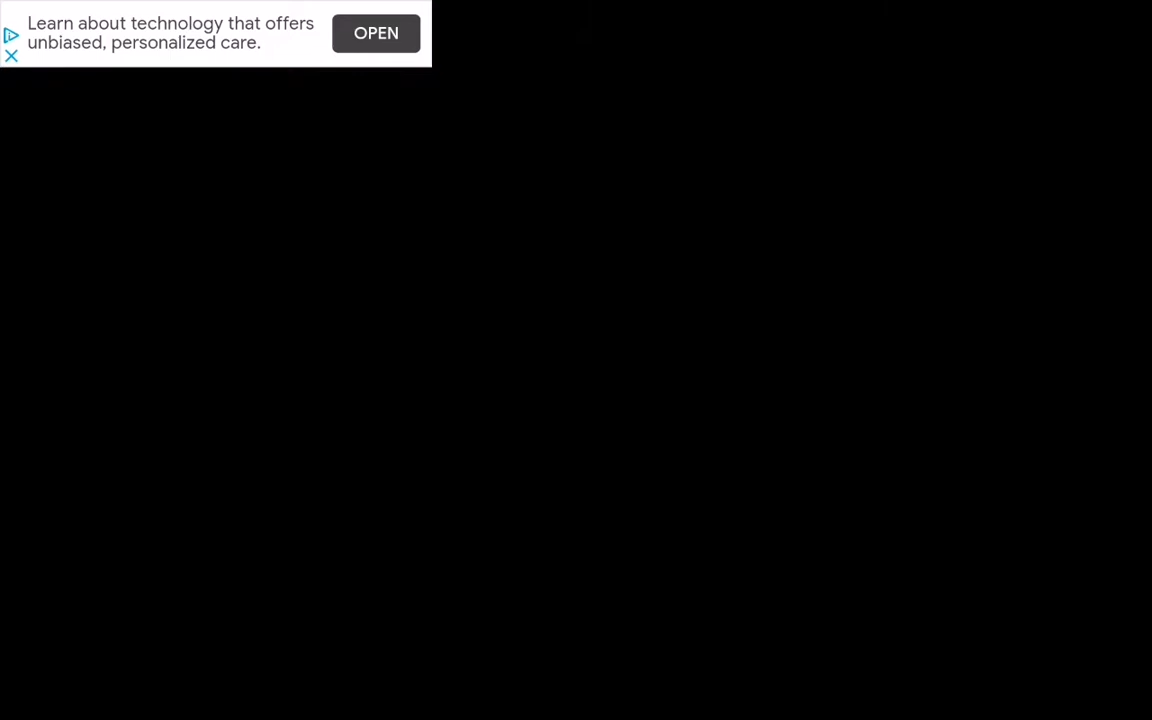 Learn about technology that offers
unbiased, personalized care.
OPEN